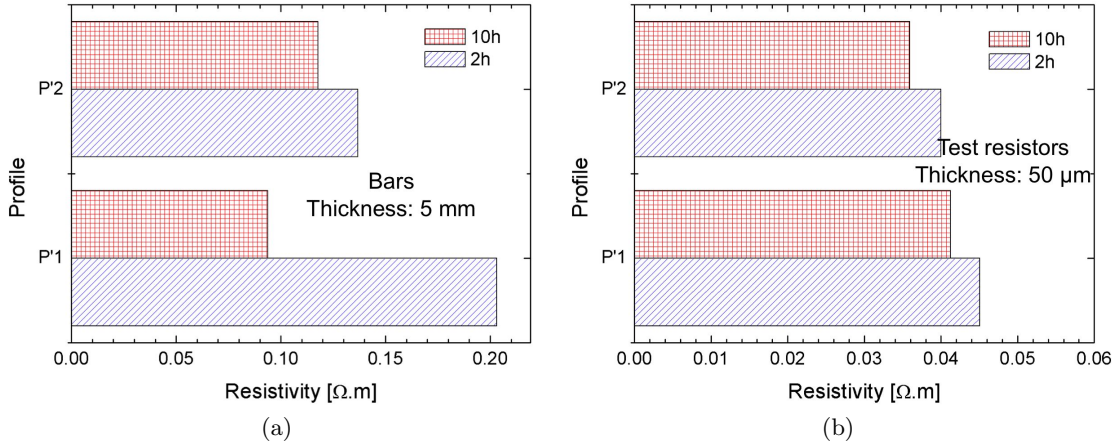 10h
2h
P'2
Bars
Thickness: 5 mm
P'1
Profile
0.00 0.05 0.10 0.15 0.20
Resistivity [Ω.m]
(a)
10h
2h
P'2
Test resistors
Thickness: 50 µm
P'1
Profile
0.00 0.01 0.02 0.03 0.04 0.05 0.06
Resistivity [Ω.m]
(b)